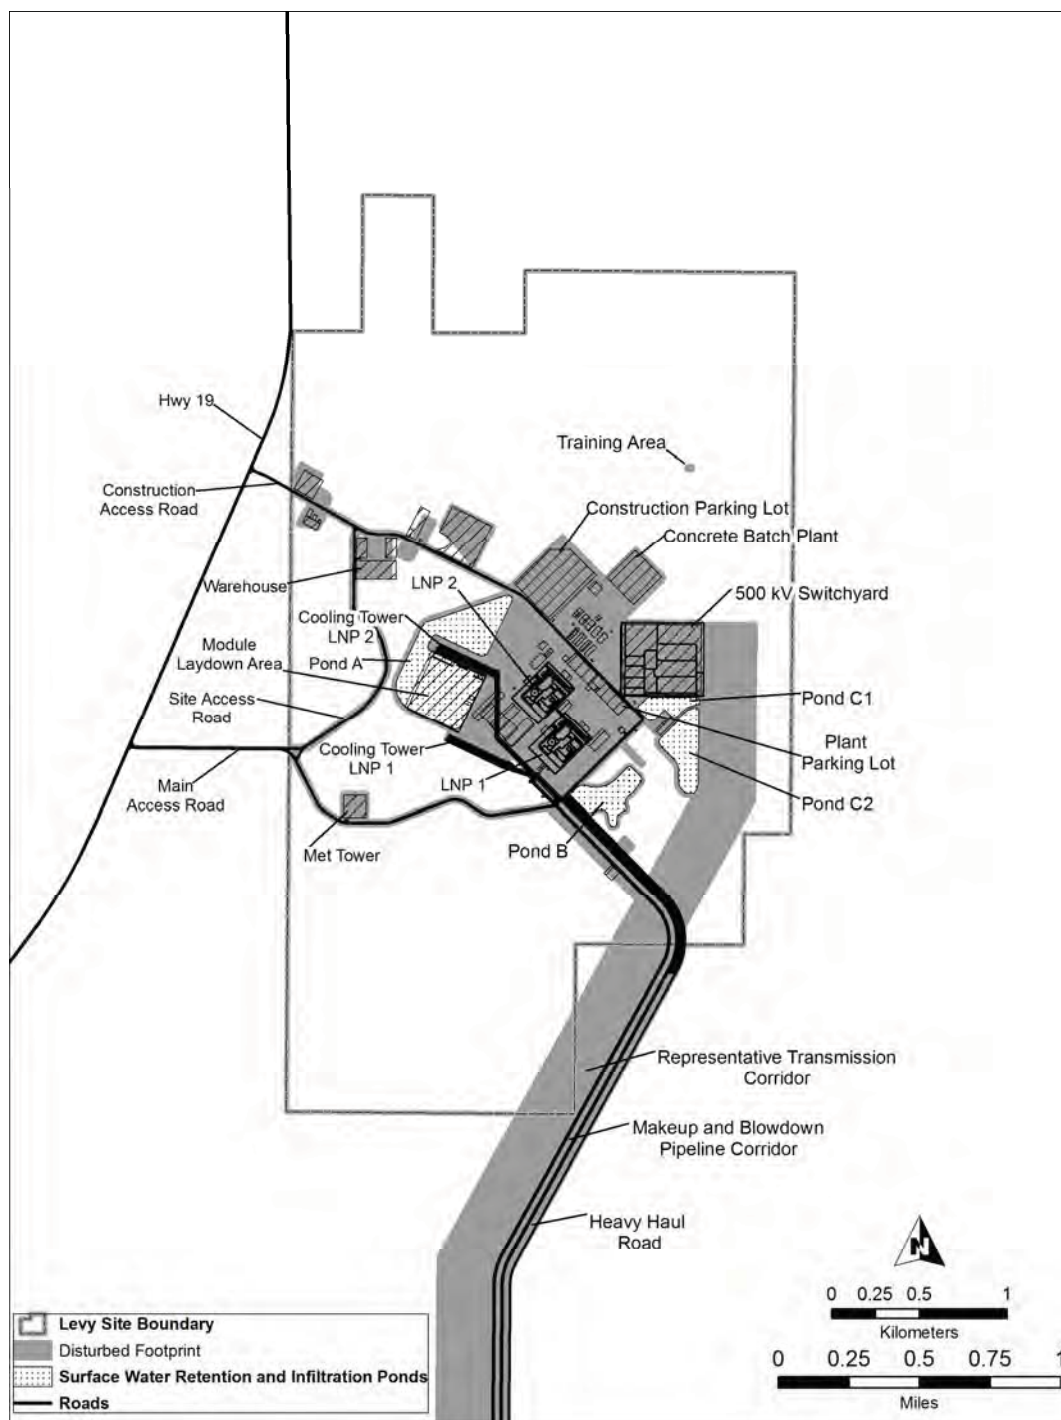 Hwy 19
Training Area
Construction
Access Road
Construction Parking Lot
Concrete Batch Plant
LNP 2
Warehouse
500 kV Switchyard
Cooling Tower
LNP 2
Module
Laydown Area
Pond A
Site Access
Road
Pond C1
Cooling Tower
LNP 1
Plant
Parking Lot
Main
Access Road
LNP 1
Pond C2
Met Tower
Pond B
Representative Transmission
Corridor
Makeup and Blowdown
Pipeline Corridor
Heavy Haul
Road
N
0 0.25 0.5 1
Kilometers
0 0.25 0.5 0.75 1
Miles
Levy Site Boundary
Disturbed Footprint
Surface Water Retention and Infiltration Ponds
Roads